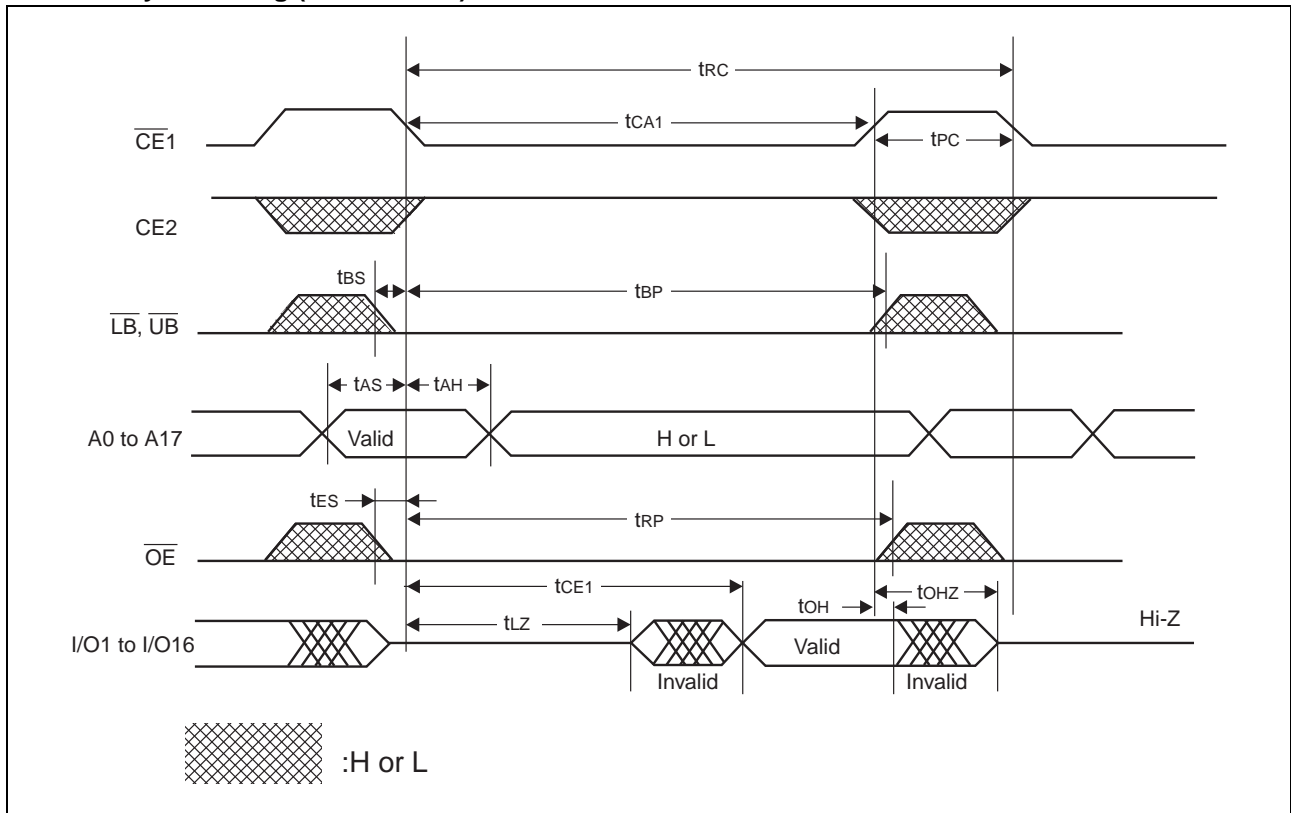 tRC
tCA1
CE1
tPC
CE2
tBS
tBP
LB, UB
tAS
tAH
A0 to A17
Valid
H or L
tES
tRP
OE
tCE1
tOH
tOHZ
tLZ
Hi-Z
I/O1 to I/O16
Valid
Invalid
Invalid
:H or L